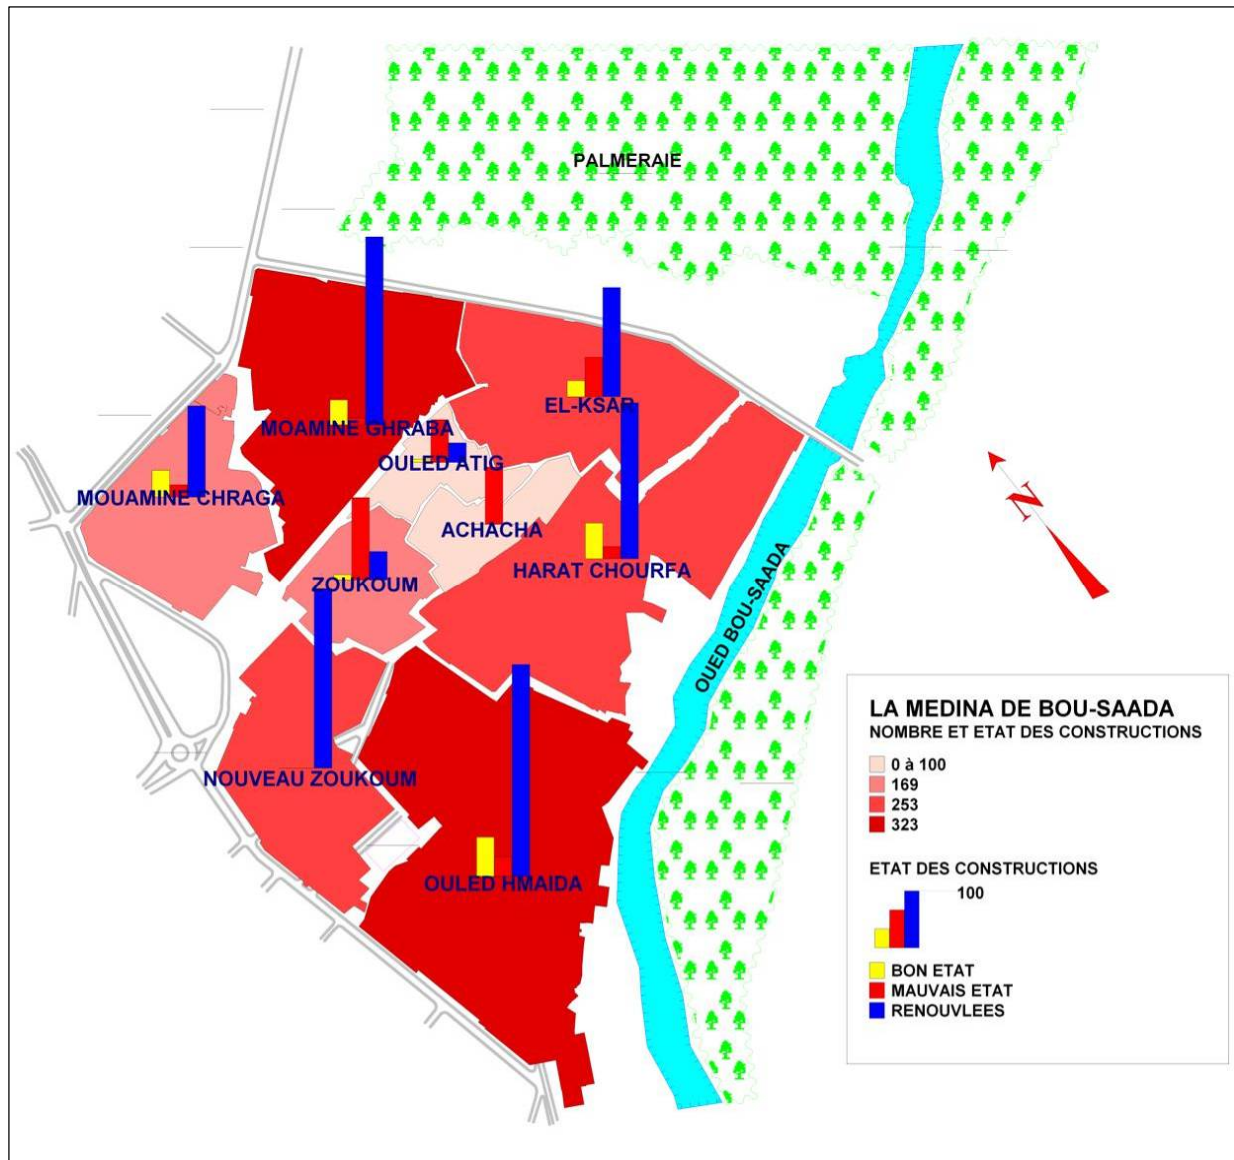 PALMERAIE
EL-KSAR
MOAMINE GHRABA
OULED ATIG
MOUAMINE CHRAGA
ACHACHA
HARAT CHOURFA
ZOUKOUM
NOUVEAU ZOUKOUM
OULED HMAIDA
OUED BOU-SAADA
N
LA MEDINA DE BOU-SAADA
NOMBRE ET ETAT DES CONSTRUCTIONS
0 à 100
169
253
323
ETAT DES CONSTRUCTIONS
100
BON ETAT
MAUVAIS ETAT
RENOUVLEES